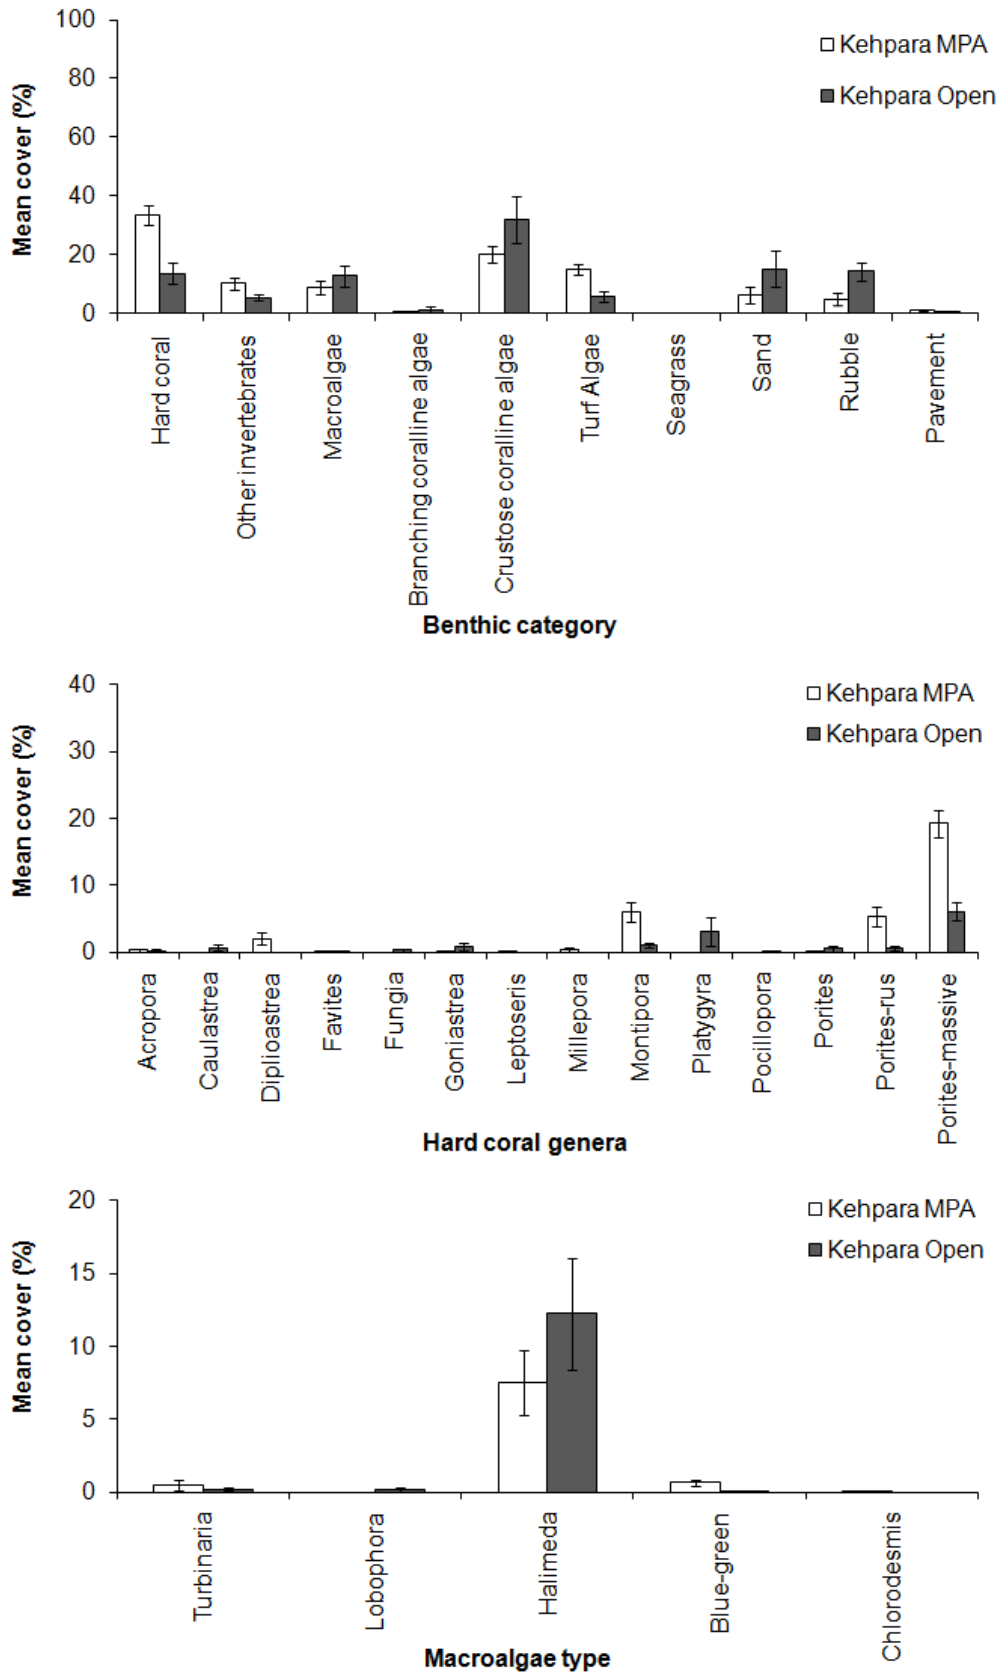 100
80
60
40
20
0
Mean cover (%)
Kehpara MPA
Kehpara Open
Hard coral
Other invertebrates
Macroalgae
Branching coralline algae
Crustose coralline algae
Turf Algae
Seagrass
Sand
Rubble
Pavement
Benthic category
40
30
20
10
0
Mean cover (%)
Kehpara MPA
Kehpara Open
Acropora
Caulastrea
Diplioastrea
Favites
Fungia
Goniastrea
Leptoseris
Millepora
Montipora
Platygyra
Pocillopora
Porites
Porites-rus
Porites-massive
Hard coral genera
20
15
10
5
0
Mean cover (%)
Kehpara MPA
Kehpara Open
Turbinaria
Lobophora
Halimeda
Blue-green
Chlorodesmis
Macroalgae type